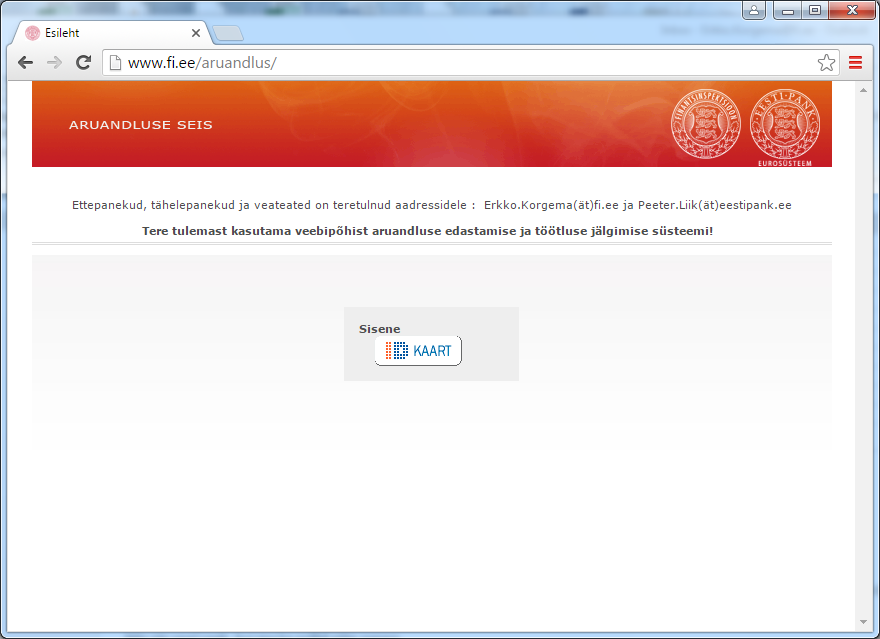 Esileht
www.fi.ee/aruandlus/
ARUANDLUSE SEIS
FINANTSINSPEKTSIOON
EESTI PANK
EUROSÜSTEEM
Ettepanekud, tähelepanekud ja veateated on teretulnud aadressidele : Erkko.Korgema(ät)fi.ee ja Peeter.Liik(ät)eestipank.ee
Tere tulemast kasutama veebipõhist aruandluse edastamise ja töötluse jälgimise süsteemi!
Sisene
ID KAART